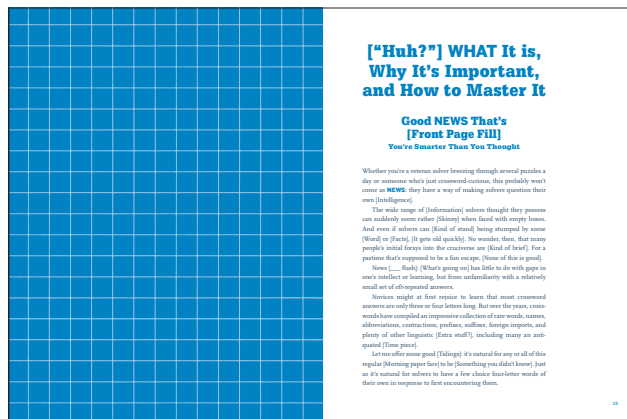 [“Huh?”] WHAT It is,
Why It’s Important,
and How to Master It
Good NEWS That’s
[Front Page Fill]
You’re Smarter Than You Thought
Whether you’re a veteran solver breezing through several puzzles a
day or someone who’s just crossword-curious, this probably won’t
come as NEWS: they have a way of making solvers question their
own [Intelligence].
The wide range of [Information] solvers thought they possess
can suddenly seem rather [Skinny] when faced with empty boxes.
And even if solvers can [Kind of stand] being stumped by some
[Word] or [Facts], [It gets old quickly]. No wonder, then, that many
people’s initial forays into the cruciverse are [Kind of brief]. For a
pastime that’s supposed to be a fun escape, [None of this is good].
News [___ flash]: [What’s going on] has little to do with gaps in
one’s intellect or learning, but from unfamiliarity with a relatively
small set of oft-repeated answers.
Novices might at first rejoice to learn that most crossword
answers are only three or four letters long. But over the years, cross-
words have compiled an impressive collection of rare words, names,
abbreviations, contractions, prefixes, suffixes, foreign imports, and
plenty of other linguistic [Extra stuff?], including many an anti-
quated [Time piece].
Let me offer some good [Tidings]: it’s natural for any or all of this
regular [Morning paper fare] to be [Something you didn’t know]. Just
as it’s natural for solvers to have a few choice four-letter words of
their own in response to first encountering them.